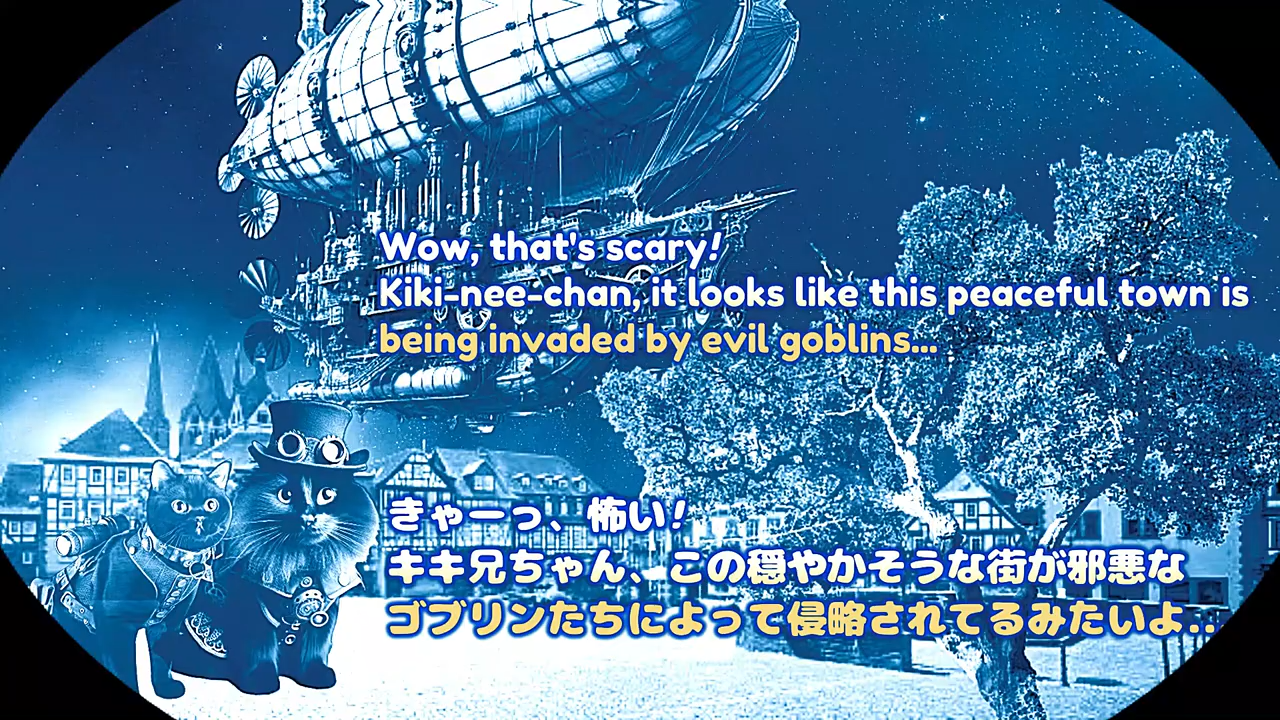 Wow, that's scary!
Kiki-nee-chan, it looks like this peaceful town is
being invaded by evil goblins...
きゃーっ、怖い!
キキ兄ちゃん、この穏やかそうな街が邪悪な
ゴブリンたちによって侵略されてるみたいよ...